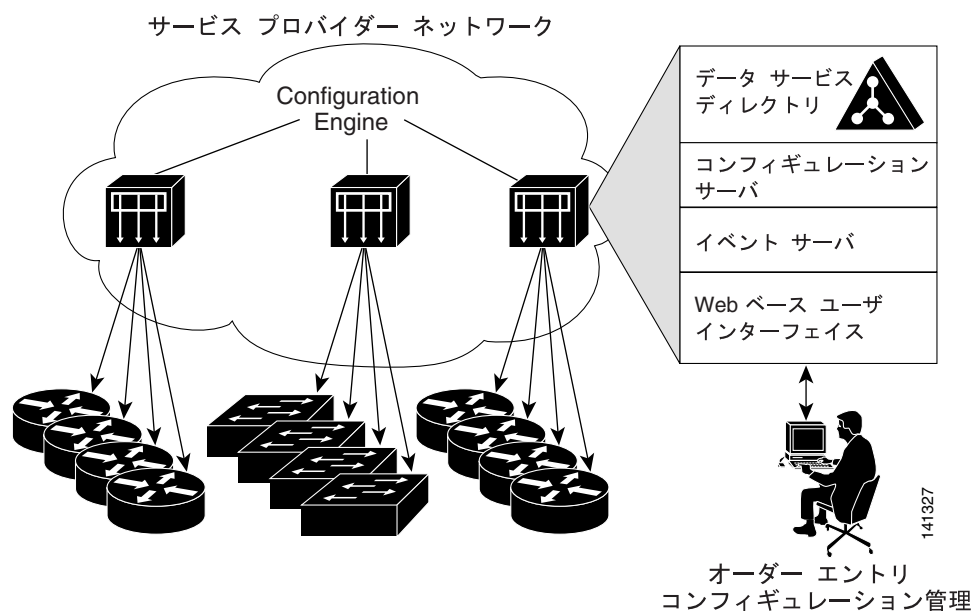 サービス プロバイダー ネットワーク
Configuration
Engine
データ サービス
ディレクトリ
コンフィギュレーション
サーバ
イベント サーバ
Web ベース ユーザ
インターフェイス
141327
オーダー エントリ
コンフィギュレーション管理